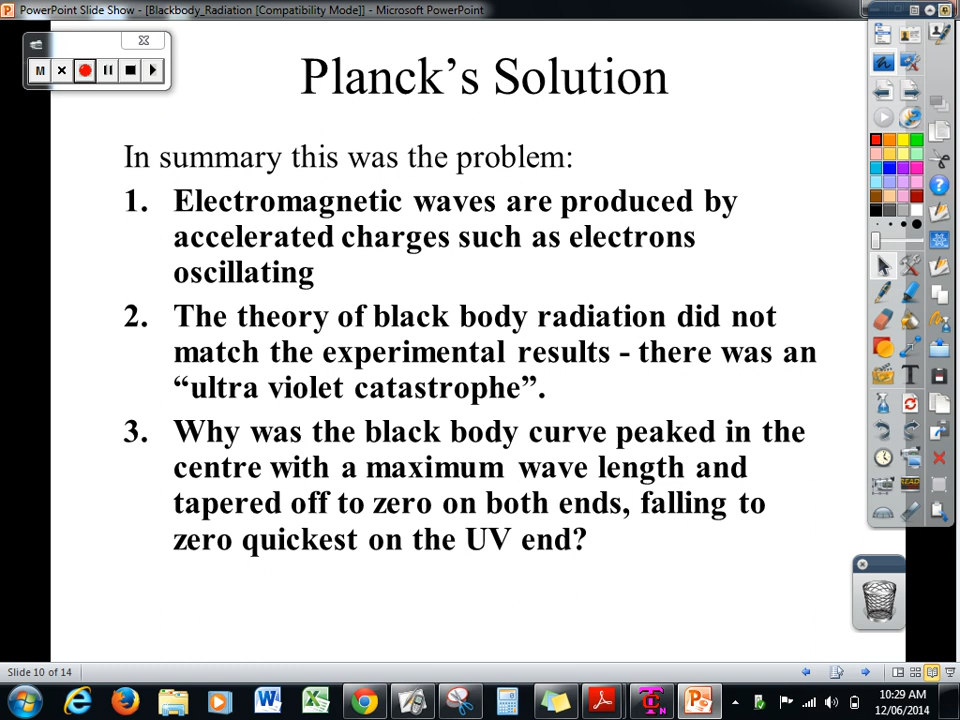 PowerPoint Slide Show - [Blackbody_Radiation [Compatibility Mode]] - Microsoft PowerPoint
M
Planck's Solution
In summary this was the problem:
1. Electromagnetic waves are produced by
accelerated charges such as electrons
oscillating
2. The theory of black body radiation did not
match the experimental results - there was an
“ultra violet catastrophe”.
3. Why was the black body curve peaked in the
centre with a maximum wave length and
tapered off to zero on both ends, falling to
zero quickest on the UV end?
Slide 10 of 14
10:29 AM
12/06/2014